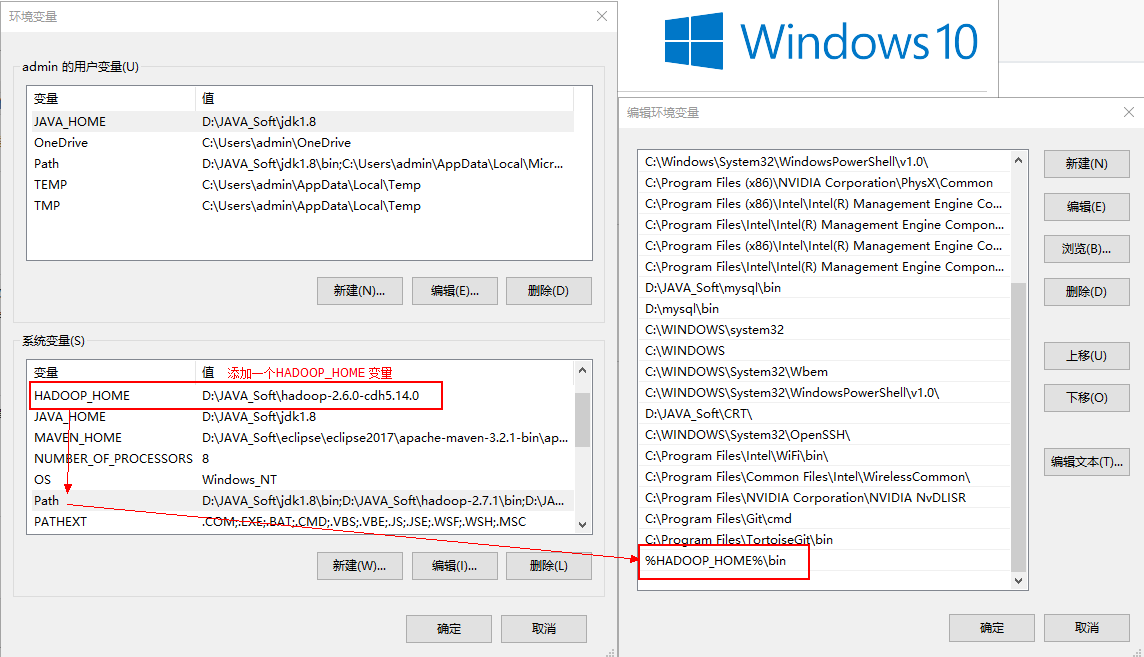 环境变量
admin 的用户变量(U)
变量 值
JAVA_HOME D:\JAVA_Soft\jdk1.8
OneDrive C:\Users\admin\OneDrive
Path D:\JAVA_Soft\jdk1.8\bin;C:\Users\admin\AppData\Local\Micr...
TEMP C:\Users\admin\AppData\Local\Temp
TMP C:\Users\admin\AppData\Local\Temp
新建(N)... 编辑(E)... 删除(D)
系统变量(S)
变量 值 添加一个HADOOP_HOME 变量
HADOOP_HOME D:\JAVA_Soft\hadoop-2.6.0-cdh5.14.0
JAVA_HOME D:\JAVA_Soft\jdk1.8
MAVEN_HOME D:\JAVA_Soft\eclipse\eclipse2017\apache-maven-3.2.1-bin\ap...
NUMBER_OF_PROCESSORS 8
OS Windows_NT
Path D:\JAVA_Soft\jdk1.8\bin;D:\JAVA_Soft\hadoop-2.7.1\bin;D:\JA...
PATHEXT .COM;.EXE;.BAT;.CMD;.VBS;.VBE;.JS;.JSE;.WSF;.WSH;.MSC
新建(W)... 编辑(I)... 删除(L)
确定 取消
Windows 10
编辑环境变量
C:\Windows\System32\WindowsPowerShell\v1.0\
C:\Program Files (x86)\NVIDIA Corporation\PhysX\Common
C:\Program Files (x86)\Intel\Intel(R) Management Engine Co...
C:\Program Files\Intel\Intel(R) Management Engine Compon...
C:\Program Files (x86)\Intel\Intel(R) Management Engine Co...
C:\Program Files\Intel\Intel(R) Management Engine Compon...
D:\JAVA_Soft\mysql\bin
D:\mysql\bin
C:\WINDOWS\system32
C:\WINDOWS
C:\WINDOWS\System32\Wbem
C:\WINDOWS\System32\WindowsPowerShell\v1.0\
D:\JAVA_Soft\CRT\
C:\WINDOWS\System32\OpenSSH\
C:\Program Files\Intel\WiFi\bin\
C:\Program Files\Common Files\Intel\WirelessCommon\
C:\Program Files\NVIDIA Corporation\NVIDIA NvDLISR
C:\Program Files\Git\cmd
C:\Program Files\TortoiseGit\bin
%HADOOP_HOME%\bin
新建(N)
编辑(E)
浏览(B)...
删除(D)
上移(U)
下移(O)
编辑文本(T)...
确定 取消